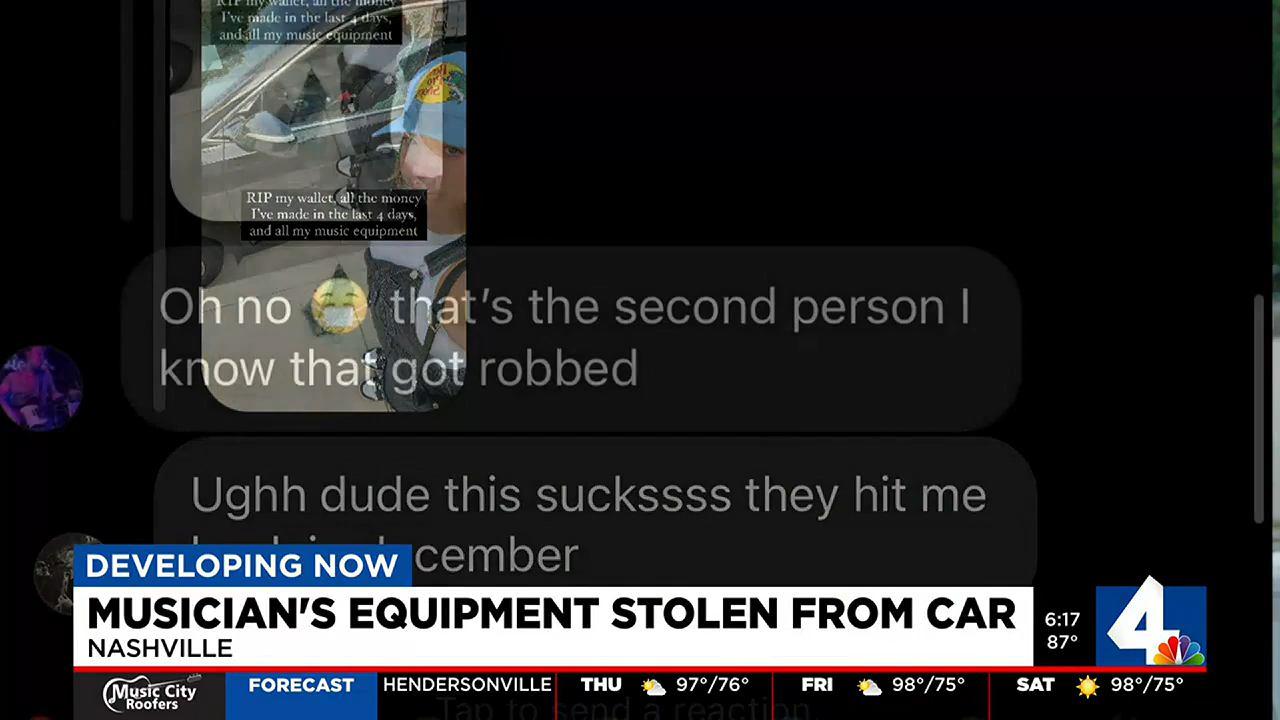 RIP my wallet, all the money
I've made in the last 4 days,
and all my music equipment
RIP my wallet, all the money
I've made in the last 4 days,
and all my music equipment
Oh no 😷 that's the second person I
know that got robbed
Ughh dude this suckssss they hit me
cember
DEVELOPING NOW
MUSICIAN'S EQUIPMENT STOLEN FROM CAR
NASHVILLE
6:17
87°
4
Music City
Roofers
FORECAST
HENDERSONVILLE
THU 97°/76°
FRI 98°/75°
SAT 98°/75°
Tap to send a reaction